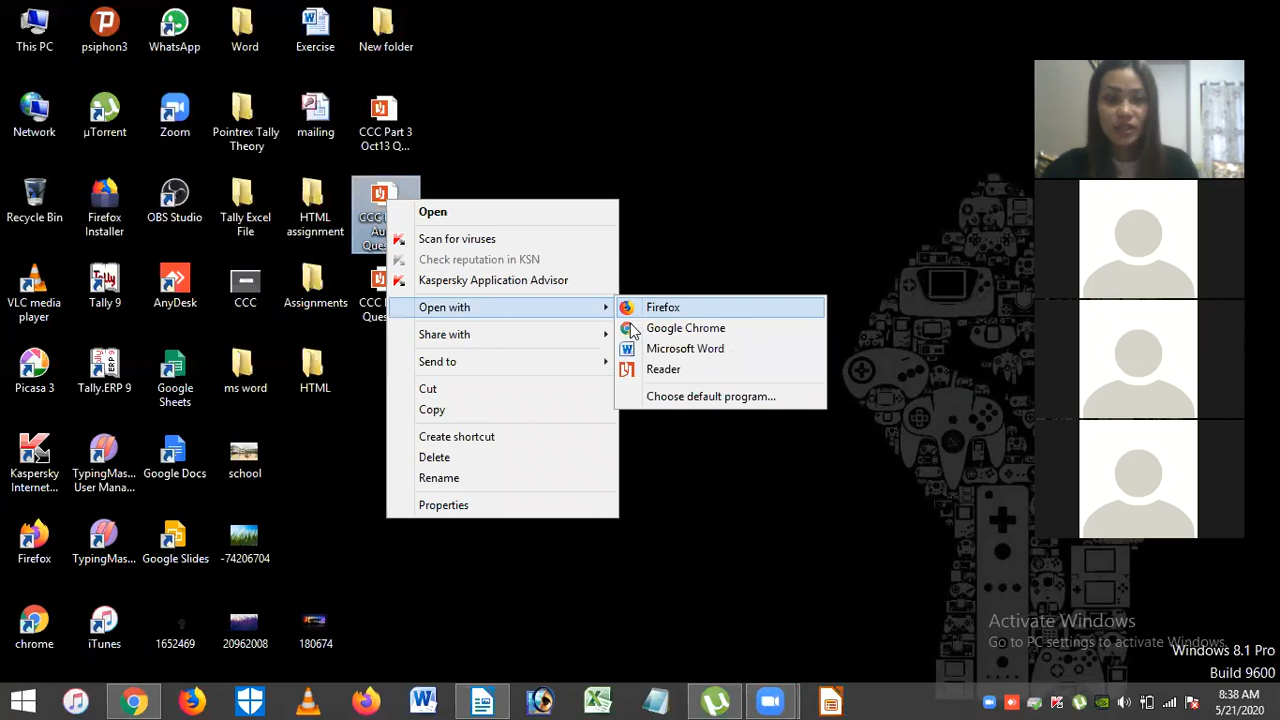 This PC
psiphon3
WhatsApp
Word
Exercise
New folder
Network
µTorrent
Zoom
Pointrex Tally
Theory
mailing
CCC Part 3
Oct13 Q...
Recycle Bin
Firefox
Installer
OBS Studio
Tally Excel
File
HTML
assignment
CCC
Au
Ques
VLC media
player
Tally 9
AnyDesk
CCC
Assignments
CCC
Ques
Picasa 3
Tally.ERP 9
Google
Sheets
ms word
HTML
Kaspersky
Internet...
TypingMas...
User Mana...
Google Docs
school
Firefox
TypingMas...
Google Slides
-74206704
chrome
iTunes
1652469
20962008
180674
Open
Scan for viruses
Check reputation in KSN
Kaspersky Application Advisor
Open with
Share with
Send to
Cut
Copy
Create shortcut
Delete
Rename
Properties
Firefox
Google Chrome
Microsoft Word
Reader
Choose default program...
Activate Windows
Go to PC settings to activate Windows.
Windows 8.1 Pro
Build 9600
8:38 AM
5/21/2020